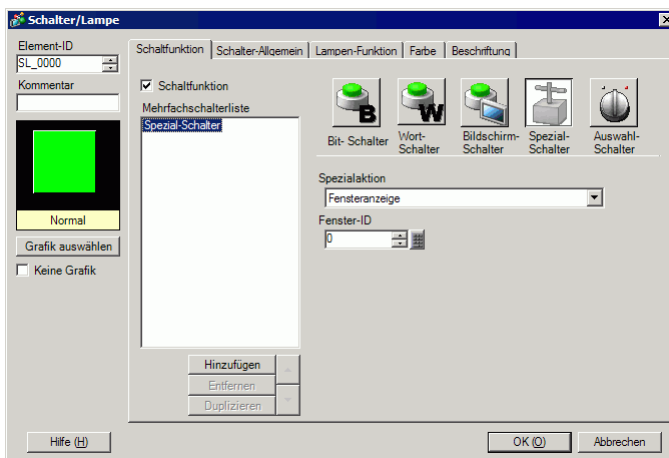 Schalter/Lampe
Element-ID
SL_0000
Kommentar
Normal
Grafik auswählen
Keine Grafik
Schaltfunktion
Schalter-Allgemein
Lampen-Funktion
Farbe
Beschriftung
Schaltfunktion
Mehrfachschalterliste
Spezial-Schalter
Hinzufügen
Entfernen
Duplizieren
B
W
Bit- Schalter
Wort-
Schalter
Bildschirm-
Schalter
Spezial-
Schalter
Auswahl-
Schalter
Spezialaktion
Fensteranzeige
Fenster-ID
0
Hilfe (H)
OK (O)
Abbrechen